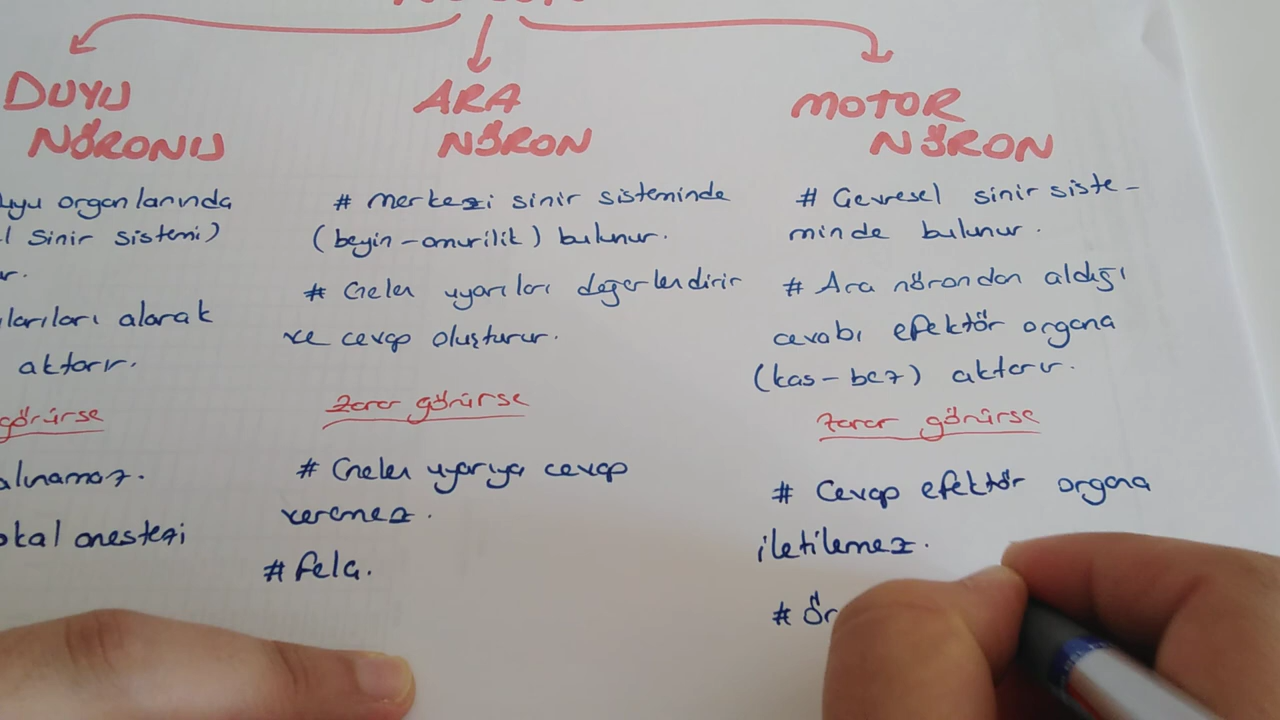 DUYU
NÖRONU
duyu organlarında
sinir sistemi)
alarak
aktarır.
görürse
alınamaz.
lokal anestezi
ARA
NÖRON
# Merkezi sinir sisteminde
(beyin-omurilik) bulunur.
# Gelen uyarıları değerlendirir
ve cevap oluşturur.
Zarar görürse
# Gelen uyarıya cevap
veremez.
# Felç.
MOTOR
NÖRON
# Çevresel sinir siste-
minde bulunur.
# Ara nörondan aldığı
cevabı efektör organa
(kas-bez) aktarır.
Zarar görürse
# Cevap efektör organa
iletilemez.
# Ör